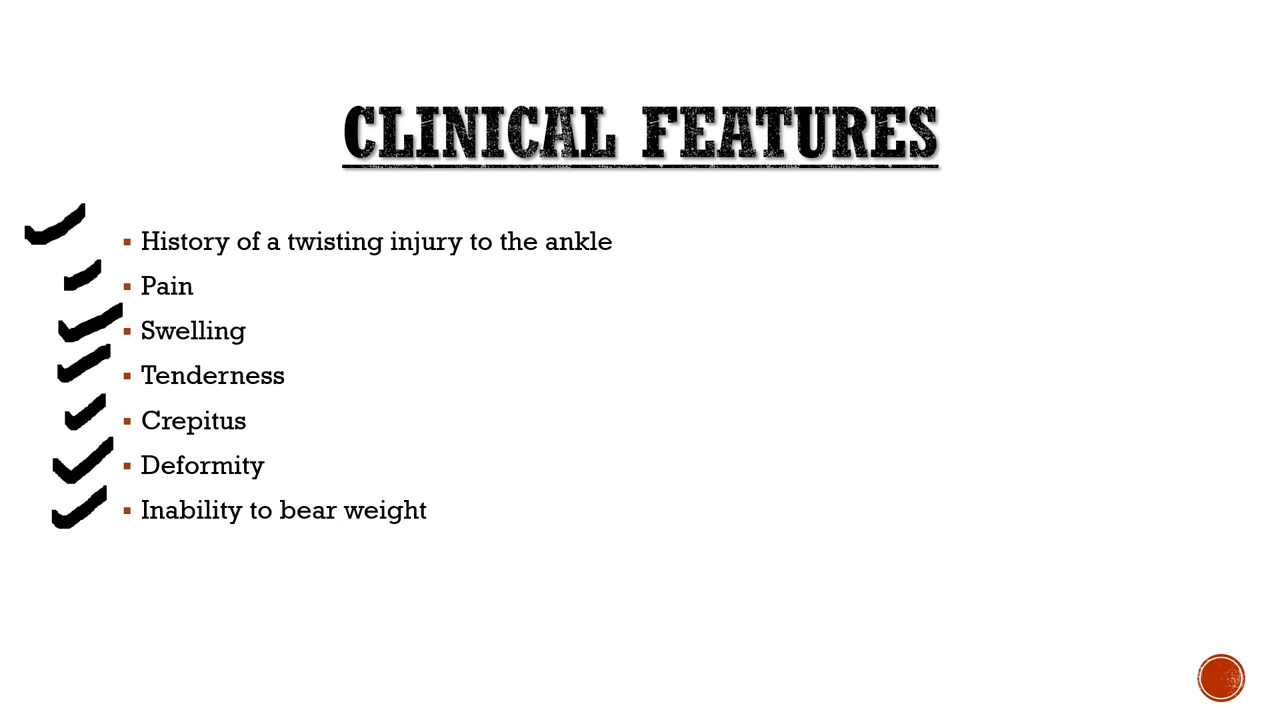 CLINICAL FEATURES
History of a twisting injury to the ankle
Pain
Swelling
Tenderness
Crepitus
Deformity
Inability to bear weight